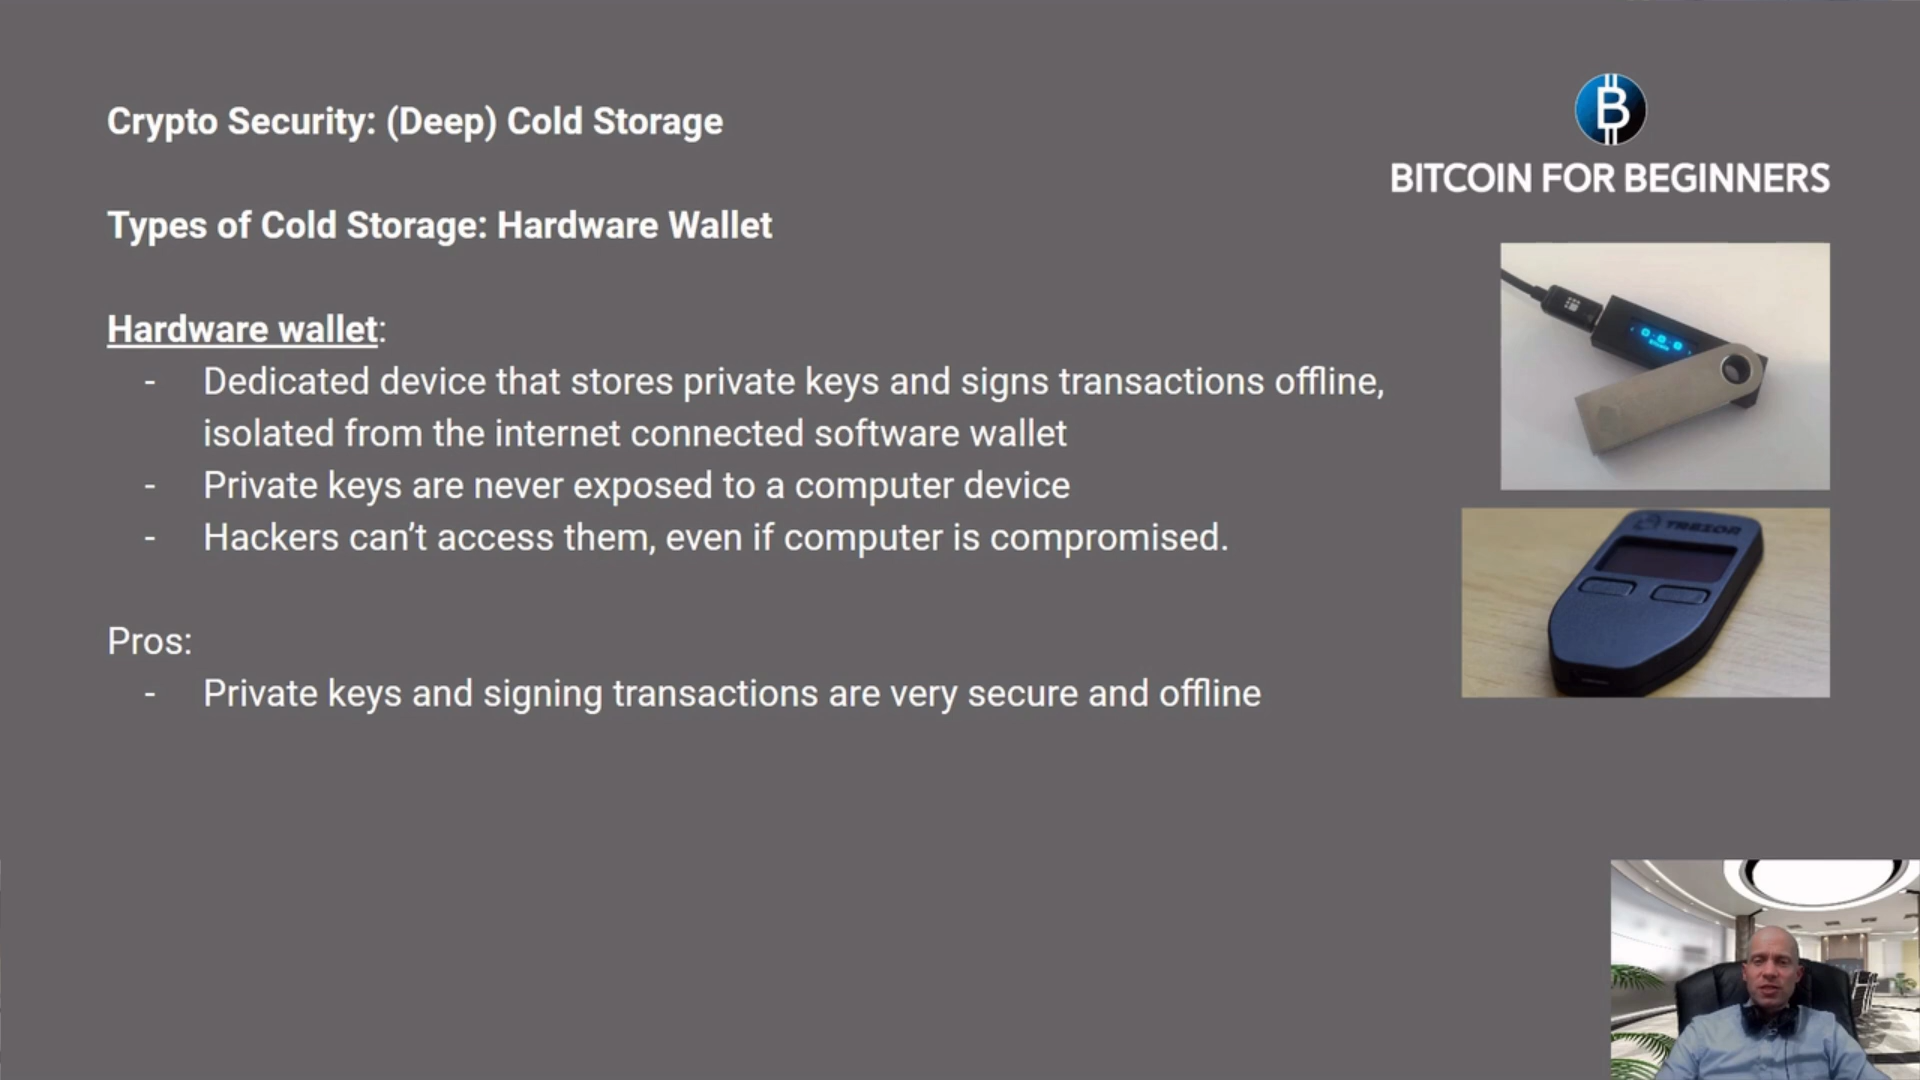 Crypto Security: (Deep) Cold Storage
BITCOIN FOR BEGINNERS
Types of Cold Storage: Hardware Wallet
Hardware wallet:
- Dedicated device that stores private keys and signs transactions offline,
isolated from the internet connected software wallet
- Private keys are never exposed to a computer device
- Hackers can’t access them, even if computer is compromised.
TREZOR
Pros:
- Private keys and signing transactions are very secure and offline